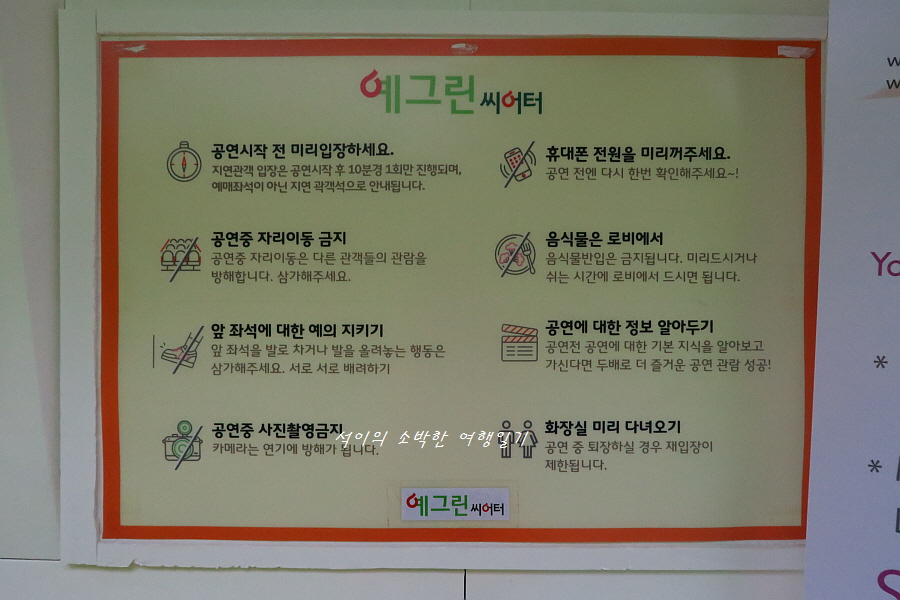 예그린 씨어터
공연시작 전 미리입장하세요.
지연관객 입장은 공연시작 후 10분경 1회만 진행되며,
예매좌석이 아닌 지연 관객석으로 안내됩니다.
공연중 자리이동 금지
공연중 자리이동은 다른 관객들의 관람을
방해합니다. 삼가해주세요.
앞 좌석에 대한 예의 지키기
앞 좌석을 발로 차거나 발을 올려놓는 행동은
삼가해주세요. 서로 서로 배려하기
공연중 사진촬영금지
카메라는 연기에 방해가 됩니다.
휴대폰 전원을 미리꺼주세요.
공연 전엔 다시 한번 확인해주세요~!
음식물은 로비에서
음식물반입은 금지됩니다. 미리드시거나
쉬는 시간에 로비에서 드시면 됩니다.
공연에 대한 정보 알아두기
공연전 공연에 대한 기본 지식을 알아보고
가신다면 두배로 더 즐거운 공연 관람 성공!
화장실 미리 다녀오기
공연 중 퇴장하실 경우 재입장이
제한됩니다.
석이의 소박한 여행일기
예그린 씨어터
Yo
*
*